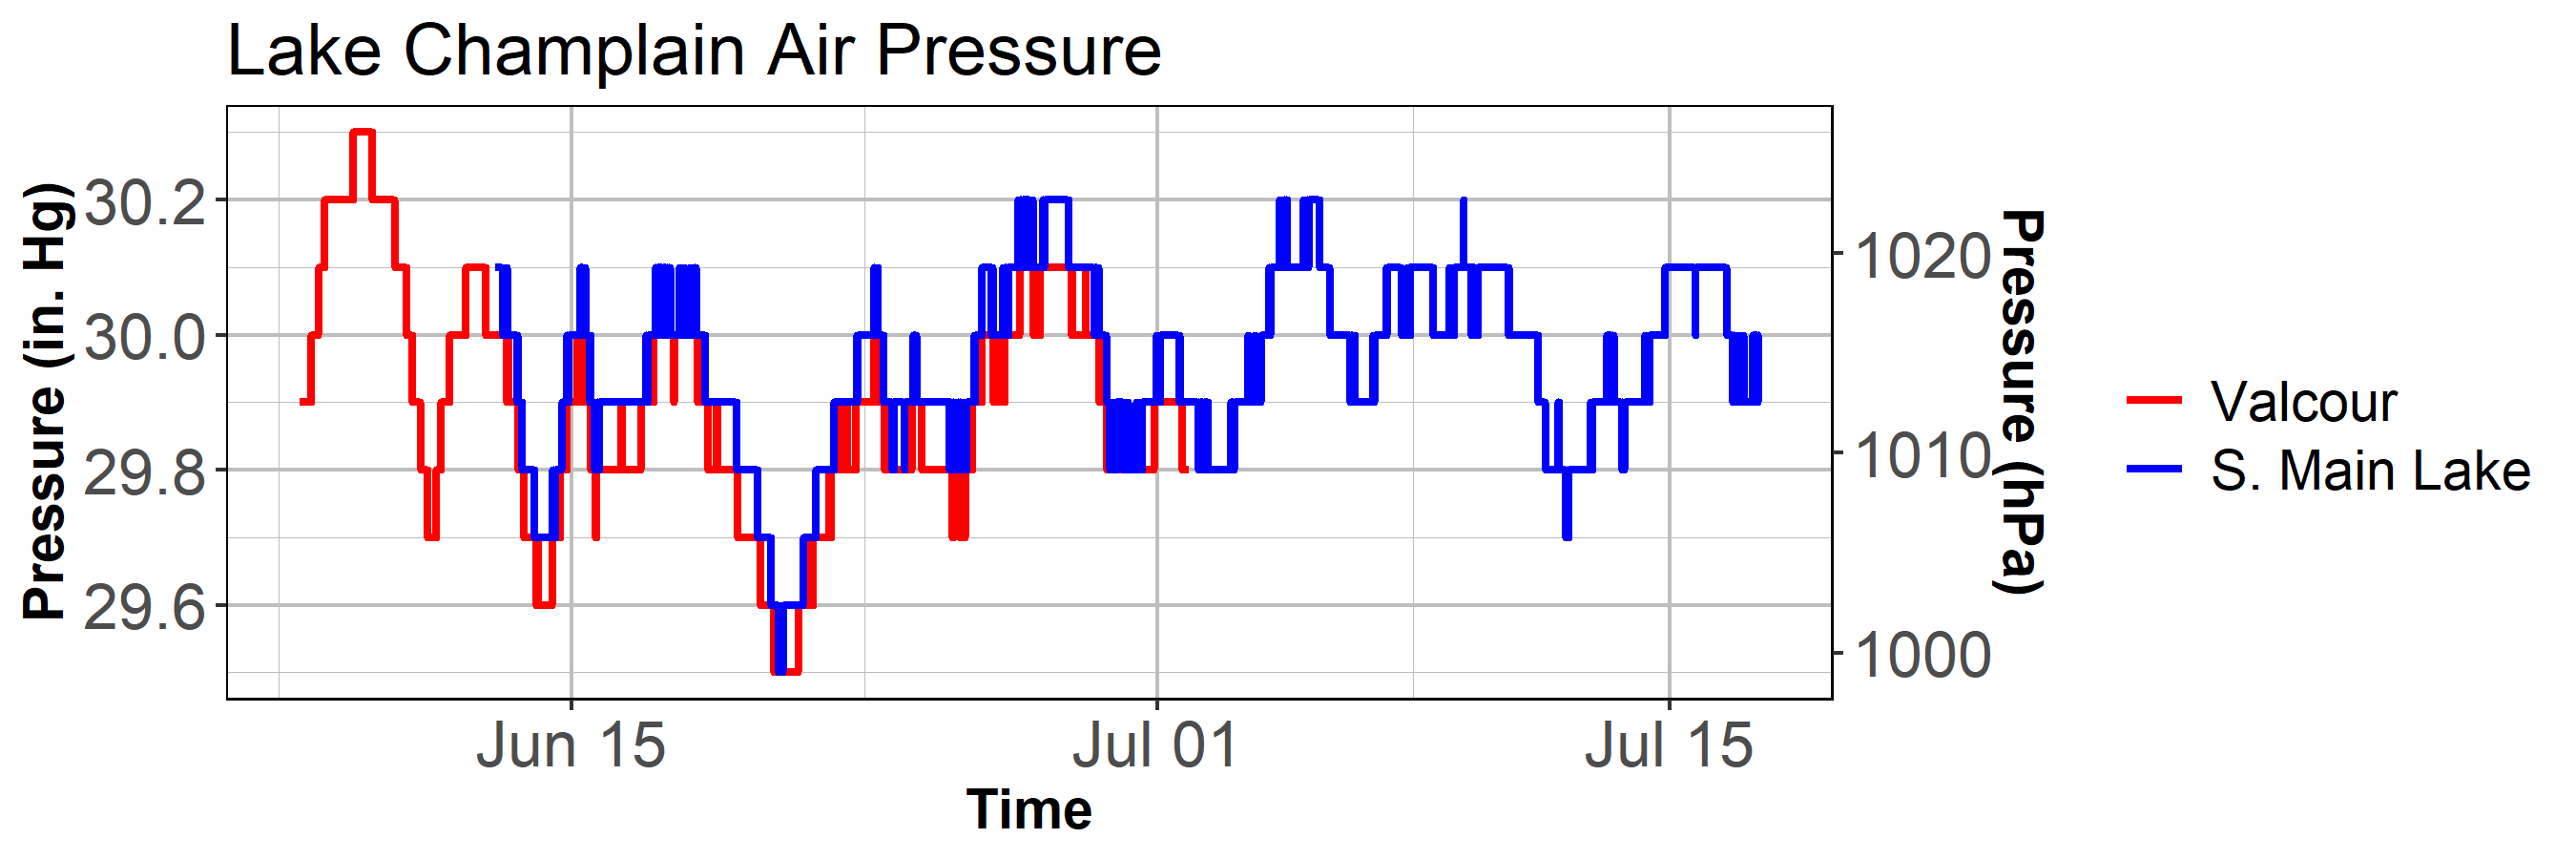 Lake Champlain Air Pressure
Pressure (in. Hg)
30.2
30.0
29.8
29.6
1020
1010
1000
Pressure (hPa)
Jun 15
Jul 01
Jul 15
Time
Valcour
S. Main Lake